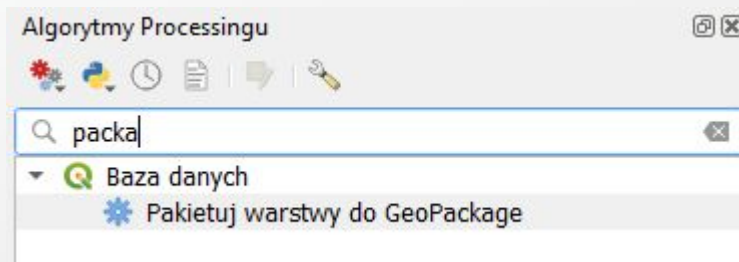 Algorytmy Processingu
packa
Baza danych
Pakietuj warstwy do GeoPackage